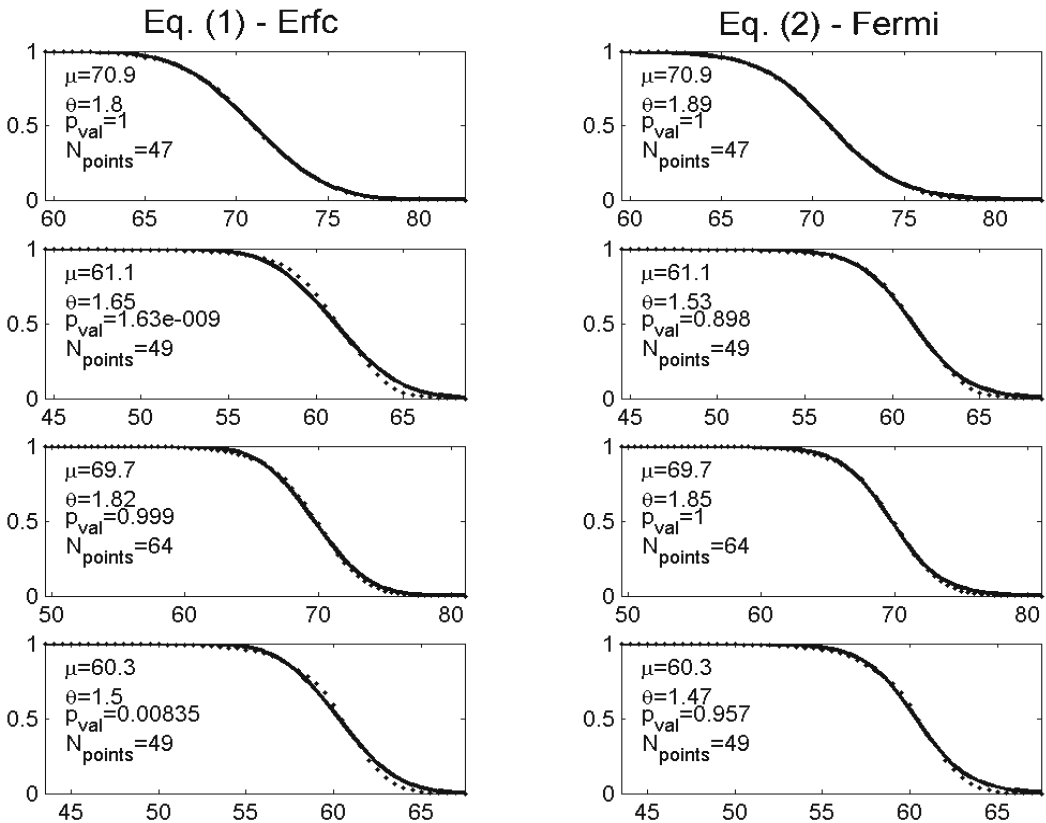 Eq. (1) - Erfc
Eq. (2) - Fermi
1
0.5
0
μ=70.9
θ=1.8
p_val=1
N_points=47
60 65 70 75 80
1
0.5
0
μ=70.9
θ=1.89
p_val=1
N_points=47
60 65 70 75 80
1
0.5
0
μ=61.1
θ=1.65
p_val=1.63e-009
N_points=49
45 50 55 60 65
1
0.5
0
μ=61.1
θ=1.53
p_val=0.898
N_points=49
45 50 55 60 65
1
0.5
0
μ=69.7
θ=1.82
p_val=0.999
N_points=64
50 60 70 80
1
0.5
0
μ=69.7
θ=1.85
p_val=1
N_points=64
50 60 70 80
1
0.5
0
μ=60.3
θ=1.5
p_val=0.00835
N_points=49
45 50 55 60 65
1
0.5
0
μ=60.3
θ=1.47
p_val=0.957
N_points=49
45 50 55 60 65